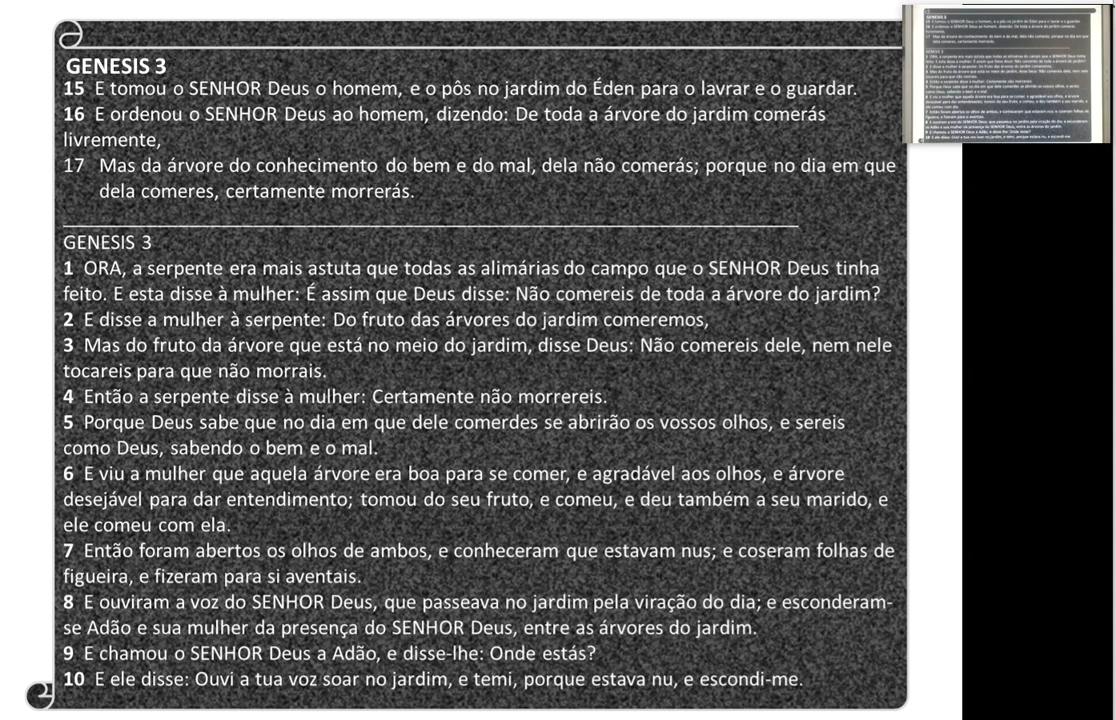 GENESIS 3
15 E tomou o SENHOR Deus o homem, e o pôs no jardim do Éden para o lavrar e o guardar.
16 E ordenou o SENHOR Deus ao homem, dizendo: De toda a árvore do jardim comerás
livremente,
17 Mas da árvore do conhecimento do bem e do mal, dela não comerás; porque no dia em que
dela comeres, certamente morrerás.
GENESIS 3
1 ORA, a serpente era mais astuta que todas as alimárias do campo que o SENHOR Deus tinha
feito. E esta disse à mulher: É assim que Deus disse: Não comereis de toda a árvore do jardim?
2 E disse a mulher à serpente: Do fruto das árvores do jardim comeremos,
3 Mas do fruto da árvore que está no meio do jardim, disse Deus: Não comereis dele, nem nele
tocareis para que não morrais.
4 Então a serpente disse à mulher: Certamente não morrereis.
5 Porque Deus sabe que no dia em que dele comerdes se abrirão os vossos olhos, e sereis
como Deus, sabendo o bem e o mal.
6 E viu a mulher que aquela árvore era boa para se comer, e agradável aos olhos, e árvore
desejável para dar entendimento; tomou do seu fruto, e comeu, e deu também a seu marido, e
ele comeu com ela.
7 Então foram abertos os olhos de ambos, e conheceram que estavam nus; e coseram folhas de
figueira, e fizeram para si aventais.
8 E ouviram a voz do SENHOR Deus, que passeava no jardim pela viração do dia; e esconderam-
se Adão e sua mulher da presença do SENHOR Deus, entre as árvores do jardim.
9 E chamou o SENHOR Deus a Adão, e disse-lhe: Onde estás?
10 E ele disse: Ouvi a tua voz soar no jardim, e temi, porque estava nu, e escondi-me.